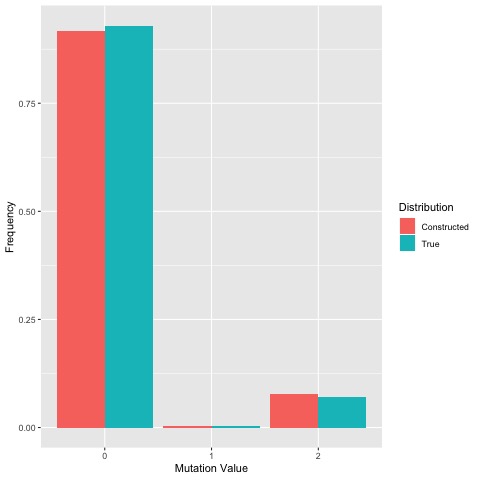 0.75
0.50
0.25
0.00
0 1 2
Mutation Value
Frequency
Distribution
Constructed
True